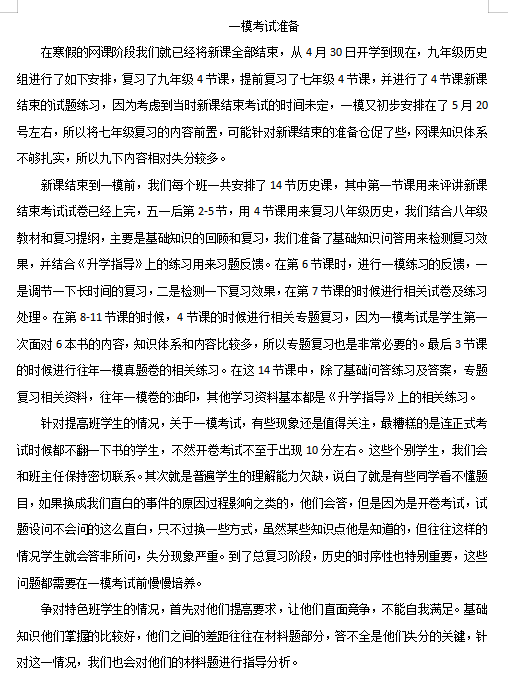 一模考试准备
在寒假的网课阶段我们就已经将新课全部结束，从 4 月 30 日开学到现在，九年级历史
组进行了如下安排，复习了九年级 4 节课，提前复习了七年级 4 节课，并进行了 4 节课新课
结束的试题练习，因为考虑到当时新课结束考试的时间未定，一模又初步安排在了 5 月 20
号左右，所以将七年级复习的内容前置，可能针对新课结束的准备仓促了些，网课知识体系
不够扎实，所以九下内容相对失分较多。
新课结束到一模前，我们每个班一共安排了 14 节历史课，其中第一节课用来评讲新课
结束考试试卷已经上完，五一后第 2-5 节，用 4 节课用来复习八年级历史，我们结合八年级
教材和复习提纲，主要是基础知识的回顾和复习，我们准备了基础知识问答用来检测复习效
果，并结合《升学指导》上的练习用来习题反馈。在第 6 节课时，进行一模练习的反馈，一
是调节一下长时间的复习，二是检测一下复习效果，在第 7 节课的时候进行相关试卷及练习
处理。在第 8-11 节课的时候，4 节课的时候进行相关专题复习，因为一模考试是学生第一
次面对 6 本书的内容，知识体系和内容比较多，所以专题复习也是非常必要的。最后 3 节课
的时候进行往年一模真题卷的相关练习。在这 14 节课中，除了基础问答练习及答案，专题
复习相关资料，往年一模卷的油印，其他学习资料基本都是《升学指导》上的相关练习。
针对提高班学生的情况，关于一模考试，有些现象还是值得关注，最糟糕的是连正式考
试时候都不翻一下书的学生，不然开卷考试不至于出现 10 分左右。这些个别学生，我们会
和班主任保持密切联系。其次就是普遍学生的理解能力欠缺，说白了就是有些同学看不懂题
目，如果换成我们直白的事件的原因过程影响之类的，他们会答，但是因为是开卷考试，试
题设问不会问的这么直白，只不过换一些方式，虽然某些知识点他是知道的，但往往这样的
情况学生就会答非所问，失分现象严重。到了总复习阶段，历史的时序性也特别重要，这些
问题都需要在一模考试前慢慢培养。
争对特色班学生的情况，首先对他们提高要求，让他们直面竞争，不能自我满足。基础
知识他们掌握的比较好，他们之间的差距往往在材料题部分，答不全是他们失分的关键，针
对这一情况，我们也会对他们的材料题进行指导分析。